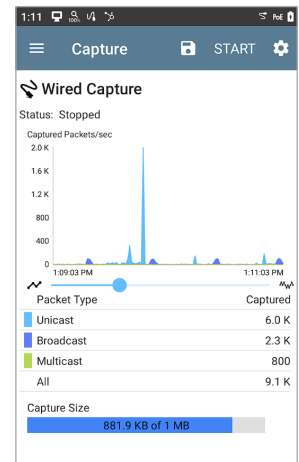 1:11 100% PoE
Capture START
Wired Capture
Status: Stopped
Captured Packets/sec
2.0 K
1.6 K
1.2 K
800
400
0
1:09:03 PM 1:11:03 PM
Packet Type Captured
Unicast 6.0 K
Broadcast 2.3 K
Multicast 800
All 9.1 K
Capture Size
881.9 KB of 1 MB